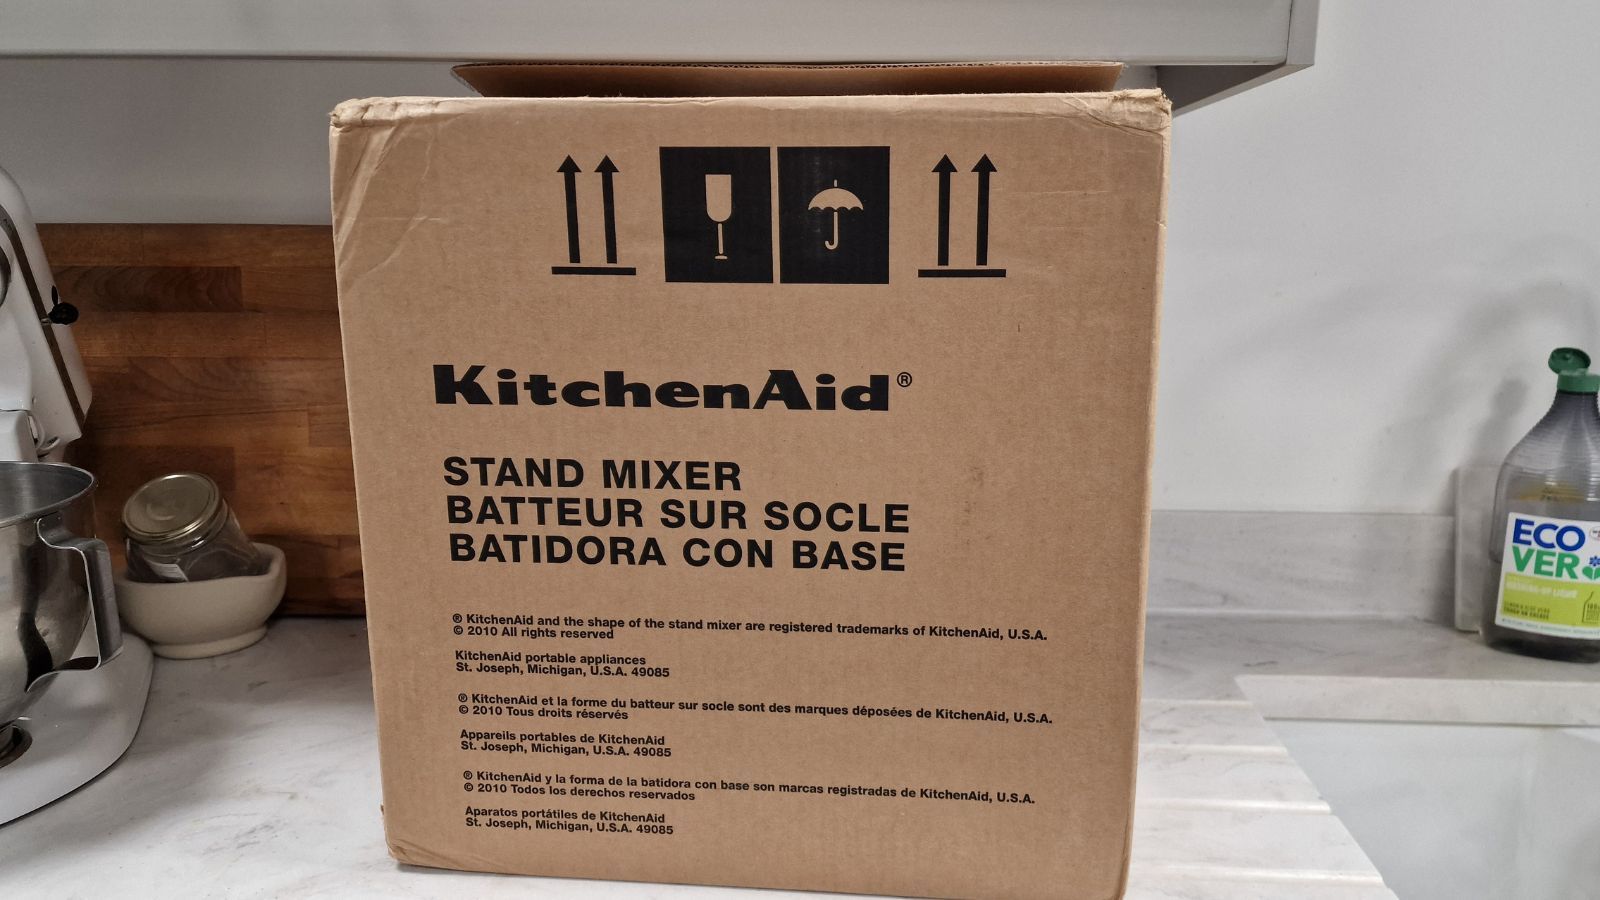 KitchenAid®
STAND MIXER
BATTEUR SUR SOCLE
BATIDORA CON BASE
® KitchenAid and the shape of the stand mixer are registered trademarks of KitchenAid, U.S.A.
© 2010 All rights reserved
KitchenAid portable appliances
St. Joseph, Michigan, U.S.A. 49085
® KitchenAid et la forme du batteur sur socle sont des marques déposées de KitchenAid, U.S.A.
© 2010 Tous droits réservés
Appareils portables de KitchenAid
St. Joseph, Michigan, U.S.A. 49085
® KitchenAid y la forma de la batidora con base son marcas registradas de KitchenAid, U.S.A.
© 2010 Todos los derechos reservados
Aparatos portátiles de KitchenAid
St. Joseph, Michigan, U.S.A. 49085
ECO
VER
WASHING-UP LIQUID